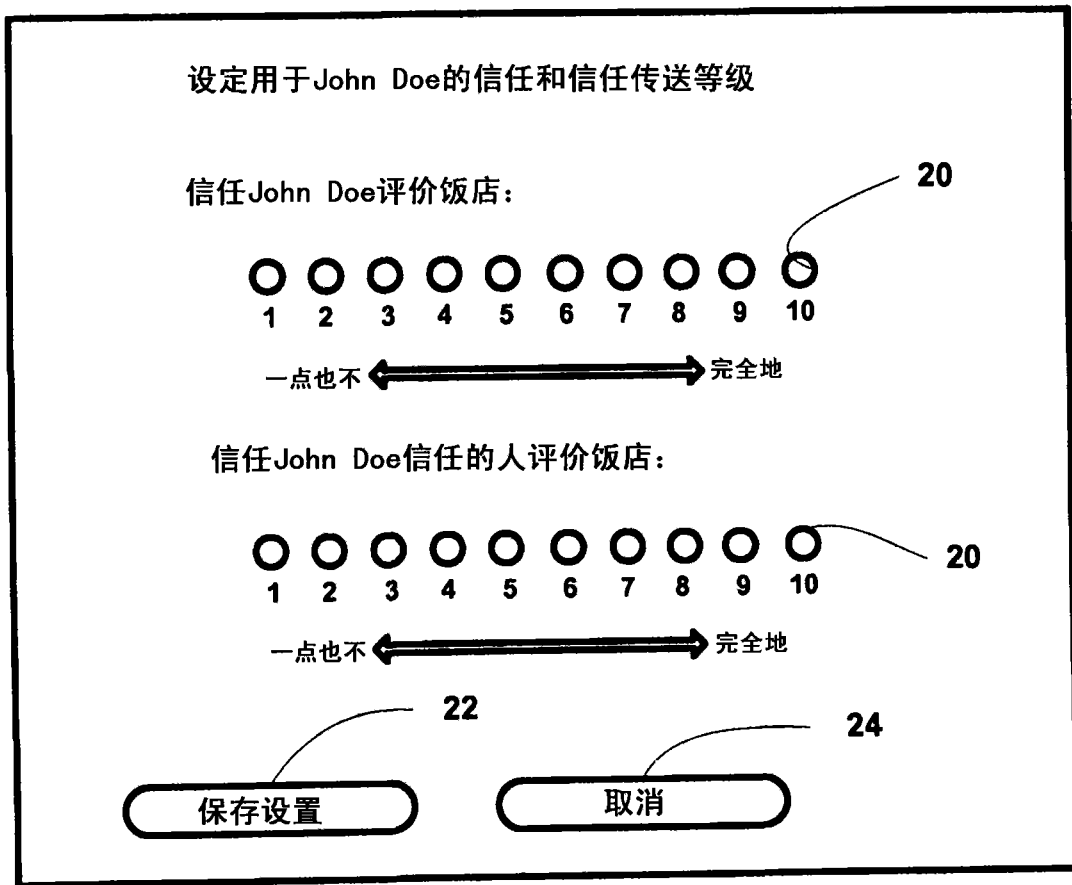 设定用于John Doe的信任和信任传送等级
信任John Doe评价饭店：
20
1 2 3 4 5 6 7 8 9 10
一点也不 完全地
信任John Doe信任的人评价饭店：
20
1 2 3 4 5 6 7 8 9 10
一点也不 完全地
22
24
保存设置 取消